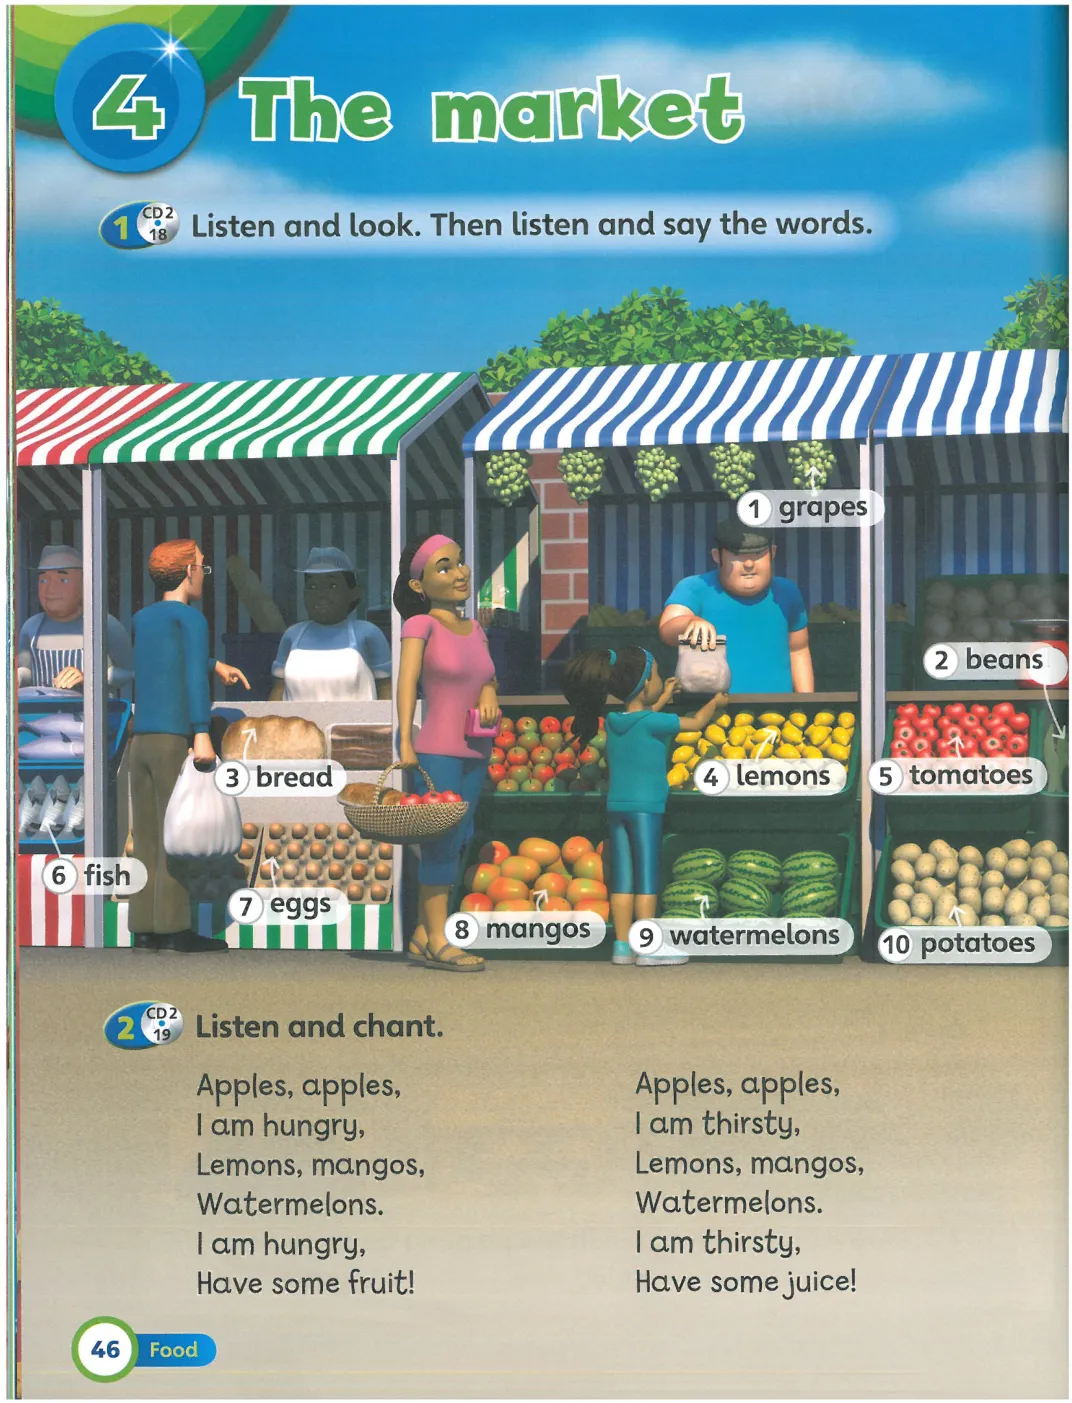 4 The market
1 CD2 18 Listen and look. Then listen and say the words.
1 grapes
2 beans
3 bread
4 lemons
5 tomatoes
6 fish
7 eggs
8 mangos
9 watermelons
10 potatoes
2 CD2 19 Listen and chant.
Apples, apples,
I am hungry,
Lemons, mangos,
Watermelons.
I am hungry,
Have some fruit!
Apples, apples,
I am thirsty,
Lemons, mangos,
Watermelons.
I am thirsty,
Have some juice!
46 Food